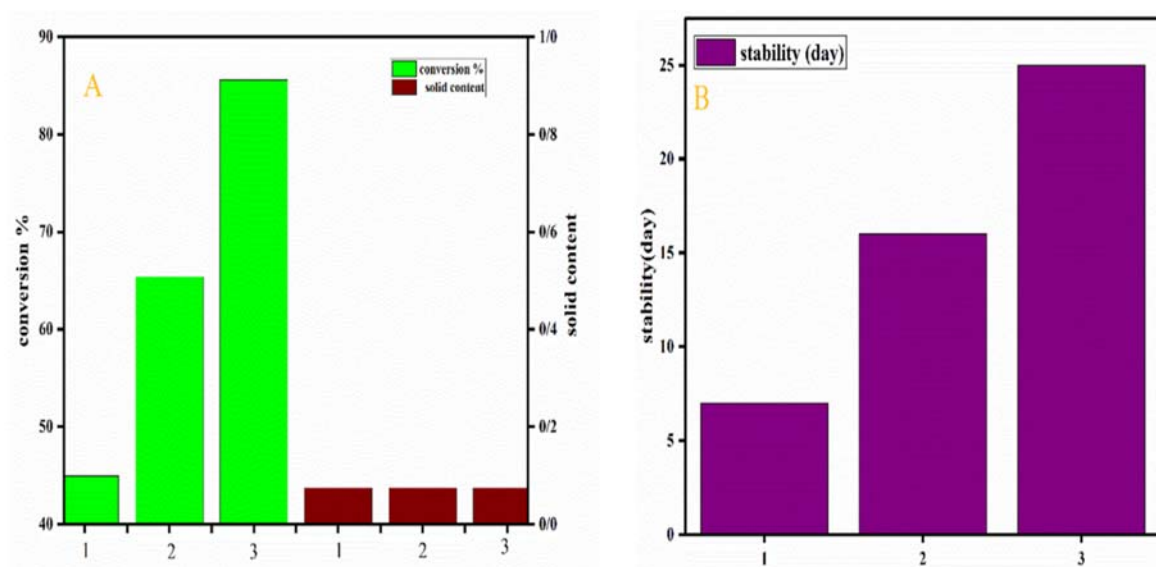 A
conversion %
solid content
90
80
70
60
50
40
conversion %
1/0
0/8
0/6
0/4
0/2
0/0
solid content
1 2 3 1 2 3
B
stability (day)
25
20
15
10
5
0
stability(day)
1 2 3